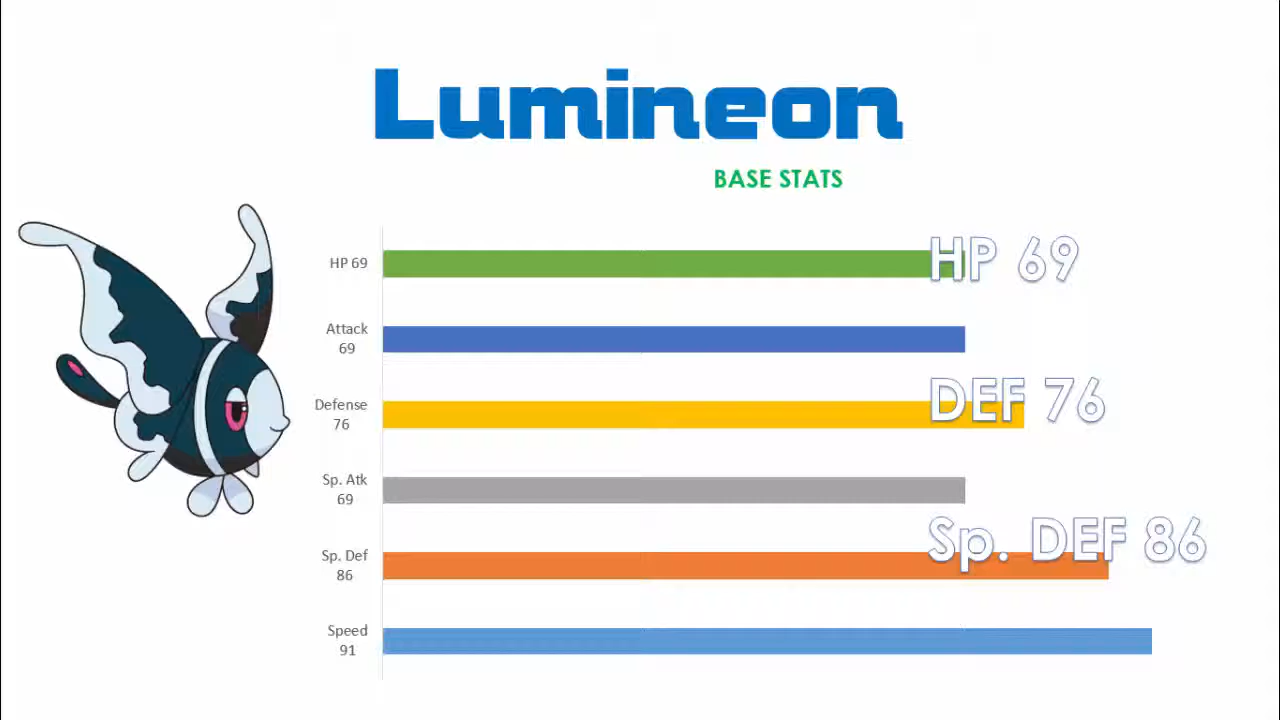 Lumineon
BASE STATS
HP 69
HP 69
Attack
69
Defense
76
DEF 76
Sp. Atk
69
Sp. Def
86
Sp. DEF 86
Speed
91